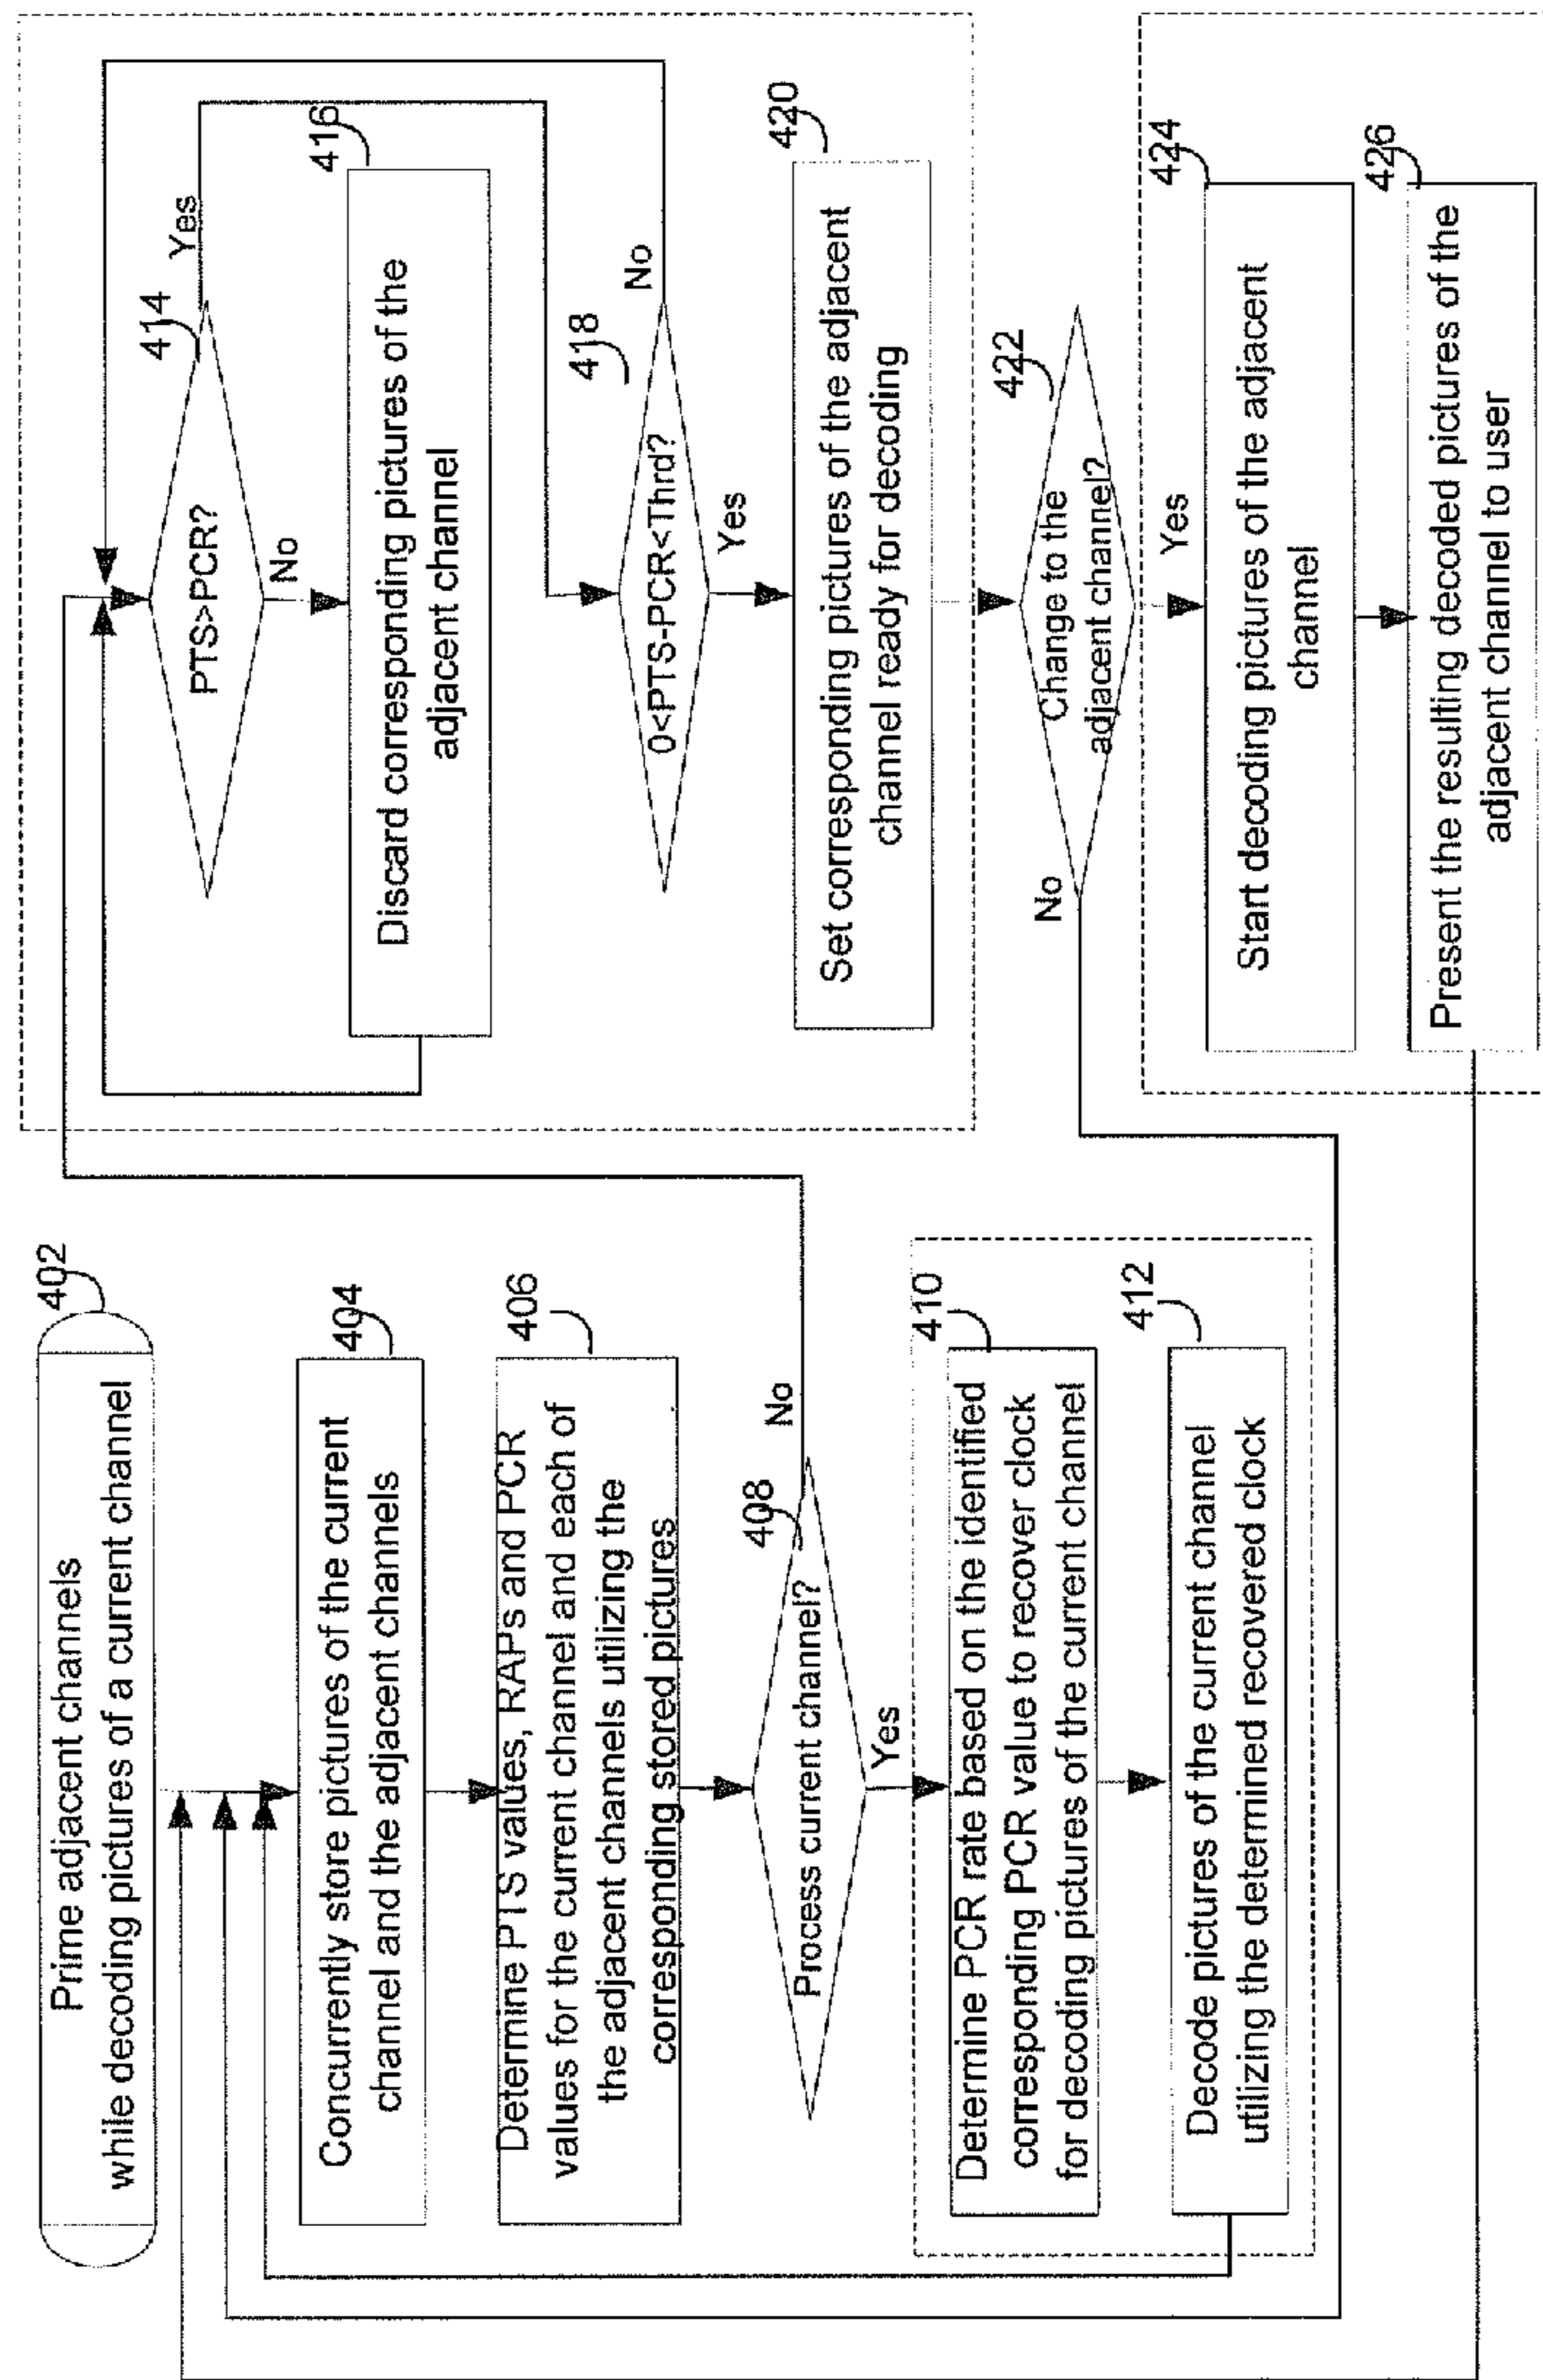 402
Prime adjacent channels
while decoding pictures of a current channel
404
Concurrently store pictures of the current
channel and the adjacent channels
406
Determine PTS values, RAPs and PCR
values for the current channel and each of
the adjacent channels utilizing the
corresponding stored pictures
408
Process current channel?
No
Yes
410
Determine PCR rate based on the identified
corresponding PCR value to recover clock
for decoding pictures of the current channel
412
Decode pictures of the current channel
utilizing the determined recovered clock
414
PTS>PCR?
Yes
No
416
Discard corresponding pictures of the
adjacent channel
418
0<PTS-PCR<Thrd?
No
Yes
420
Set corresponding pictures of the adjacent
channel ready for decoding
422
Change to the
adjacent channel?
No
Yes
424
Start decoding pictures of the adjacent
channel
426
Present the resulting decoded pictures of the
adjacent channel to user